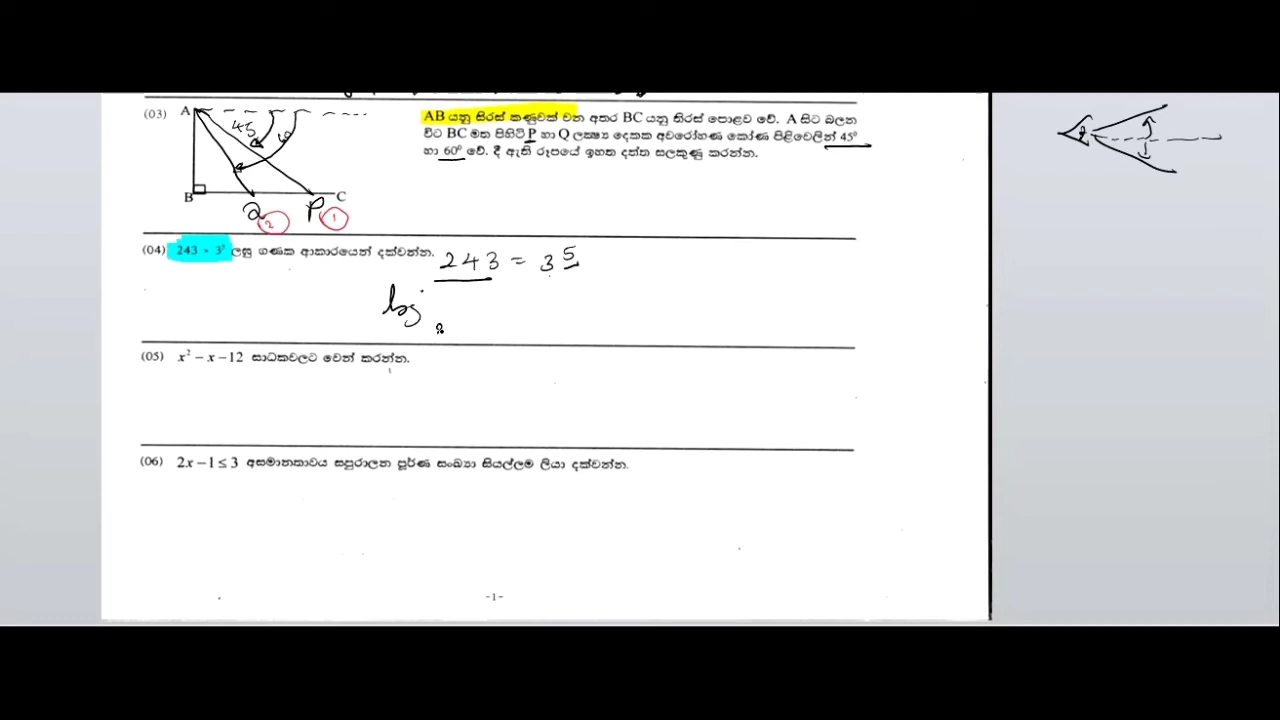 (03) A B C
45 60
Q P
2 1
AB යනු සිරස් කණුවක් වන අතර BC යනු තිරස් පොළව වේ. A සිට බලන
විට BC මත පිහිටි P හා Q ලක්‍ෂ්‍ය දෙකක අවරෝහණ කෝණ පිළිවෙලින් 45°
හා 60° වේ. දී ඇති රූපයේ ඉහත දත්ත සලකුණු කරන්න.
(04) 243 = 3⁵ ලඝු ගණක ආකාරයෙන් දක්වන්න.
243 = 3⁵
log
(05) x² − x − 12 සාධකවලට වෙන් කරන්න.
(06) 2x − 1 ≤ 3 අසමානතාවය සපුරාලන පූර්ණ සංඛ්‍යා සියල්ලම ලියා දක්වන්න.
-1-